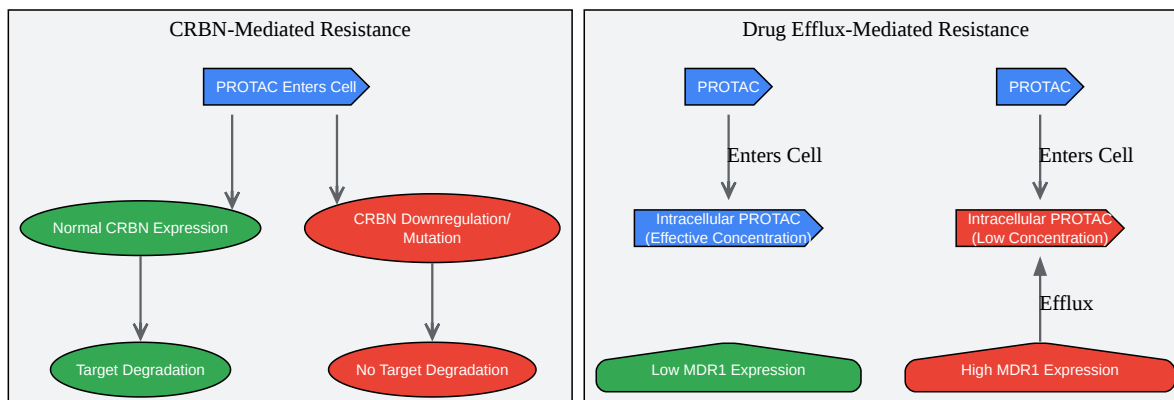 CRBN-Mediated Resistance
PROTAC Enters Cell
Normal CRBN Expression
CRBN Downregulation/
Mutation
Target Degradation
No Target Degradation
Drug Efflux-Mediated Resistance
PROTAC
PROTAC
Enters Cell
Enters Cell
Intracellular PROTAC
(Effective Concentration)
Intracellular PROTAC
(Low Concentration)
Efflux
Low MDR1 Expression
High MDR1 Expression